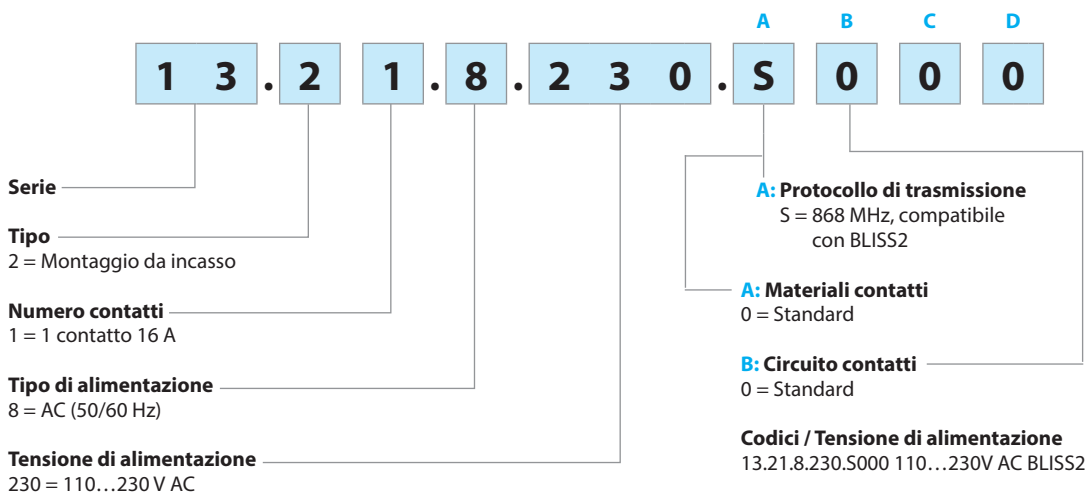 A B C D
1 3 . 2 1 . 8 . 2 3 0 . S 0 0 0
Serie
Tipo
2 = Montaggio da incasso
Numero contatti
1 = 1 contatto 16 A
Tipo di alimentazione
8 = AC (50/60 Hz)
Tensione di alimentazione
230 = 110…230 V AC
A: Protocollo di trasmissione
S = 868 MHz, compatibile
con BLISS2
A: Materiali contatti
0 = Standard
B: Circuito contatti
0 = Standard
Codici / Tensione di alimentazione
13.21.8.230.S000 110…230V AC BLISS2